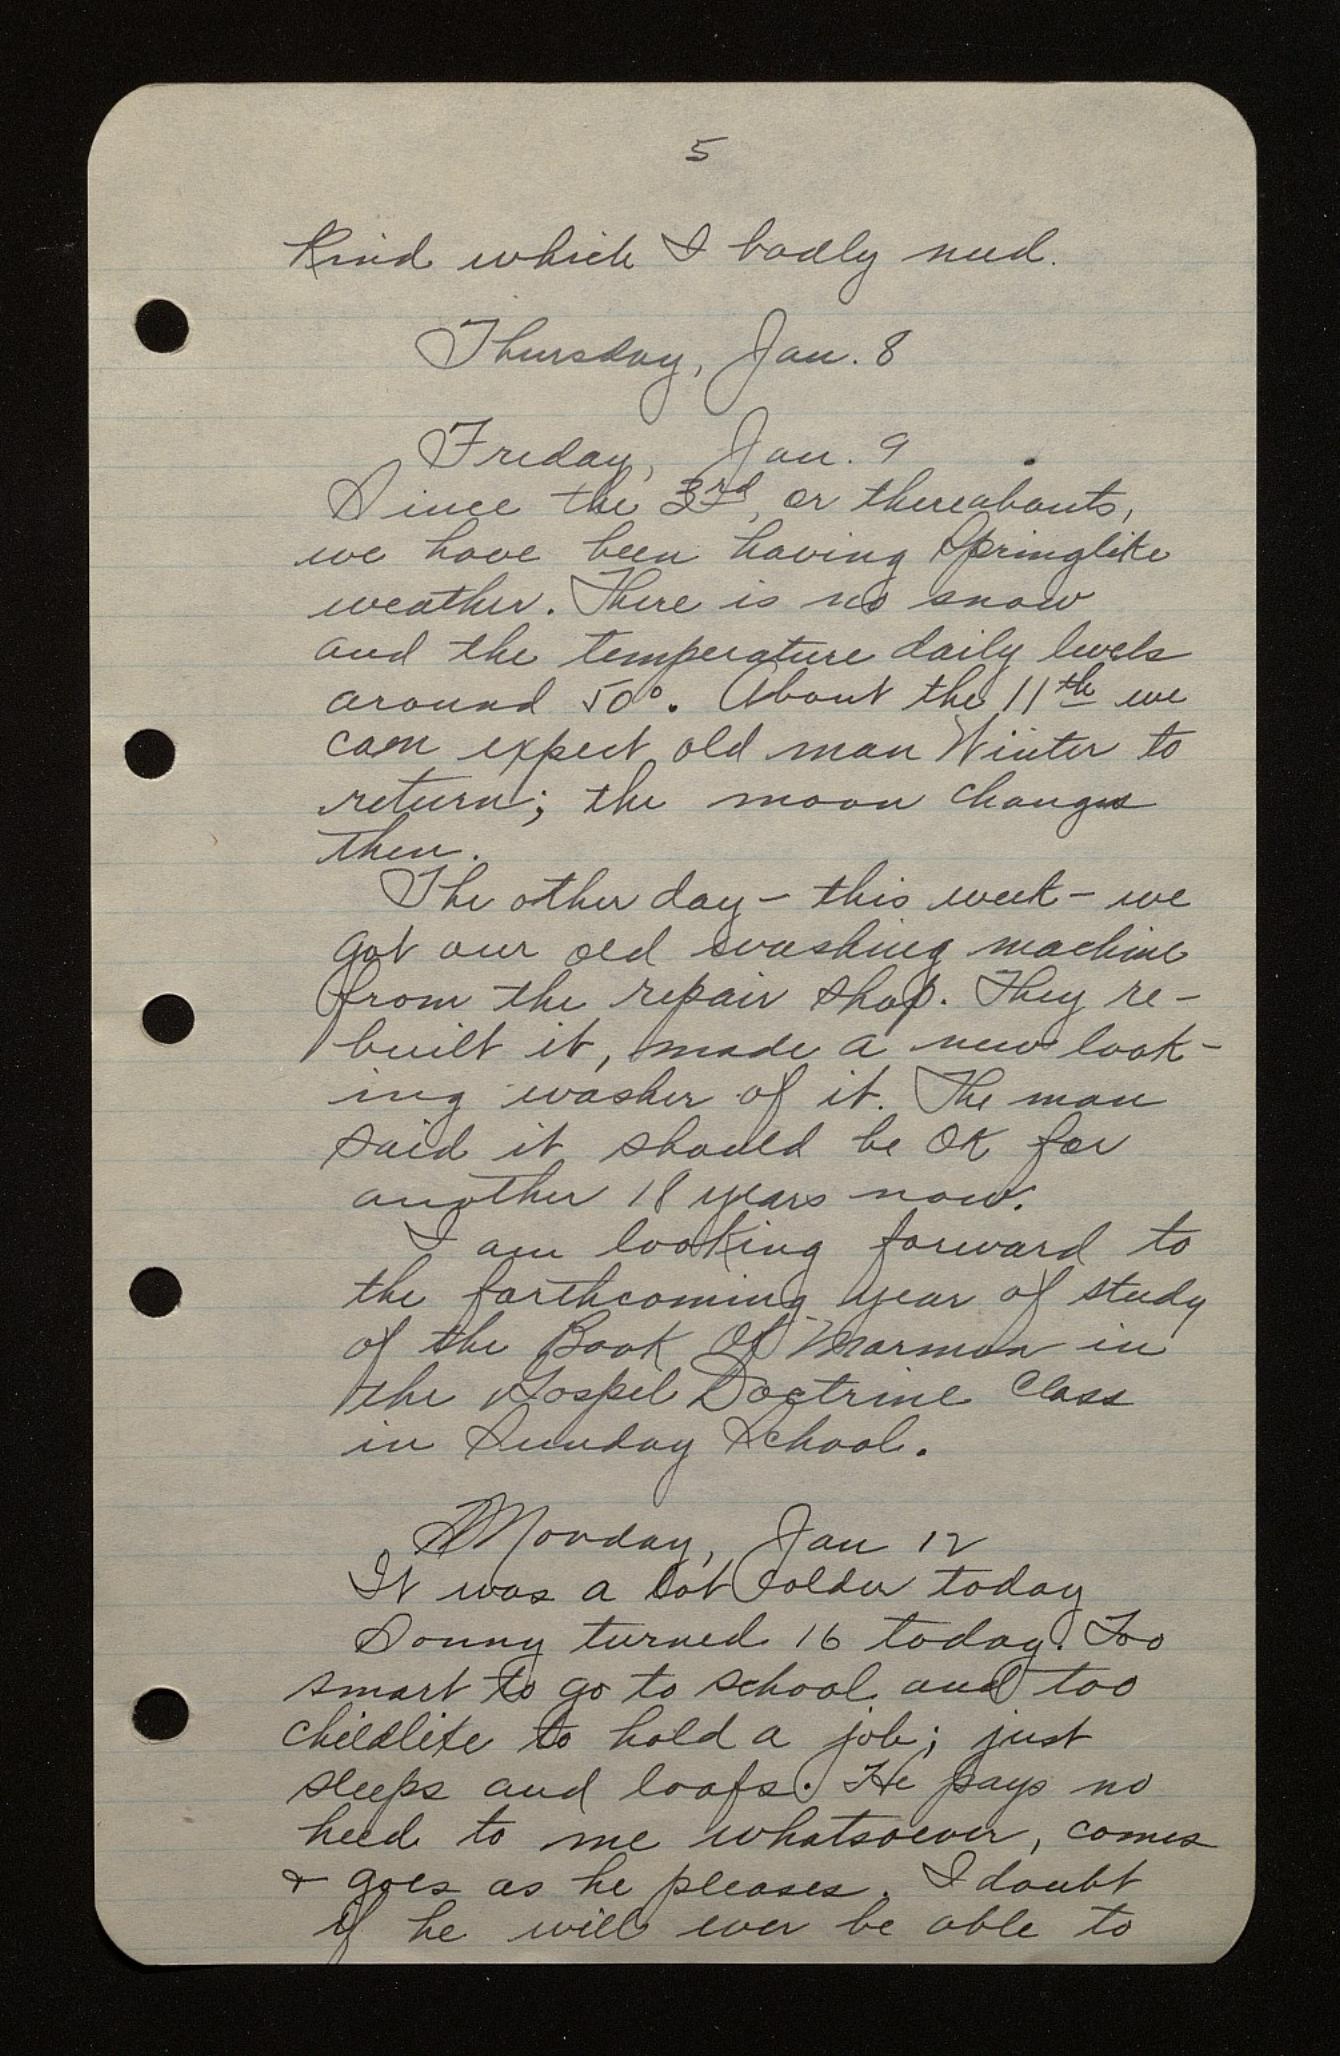 5
Kind which I badly need.
Thursday, Jan. 8
Friday, Jan. 9
Since the 3rd, or thereabouts,
we have been having Springlike
weather. There is no snow
and the temperature daily levels
around 50°. About the 11th we
can expect old man Winter to
return; the moon changes
then.
The other day - this week - we
got our old washing machine
from the repair shop. They re-
built it, made a new look-
ing washer of it. The man
said it should be OK for
another 18 years now.
I am looking forward to
the forthcoming year of study
of the Book Of Mormon in
the Gospel Doctrine Class
in Sunday School.
Monday, Jan 12
It was a lot colder today
Sonny turned 16 today. Too
smart to go to school and too
childlike to hold a job; just
sleeps and loafs. He pays no
heed to me whatsoever, comes
& goes as he pleases. I doubt
if he will ever be able to